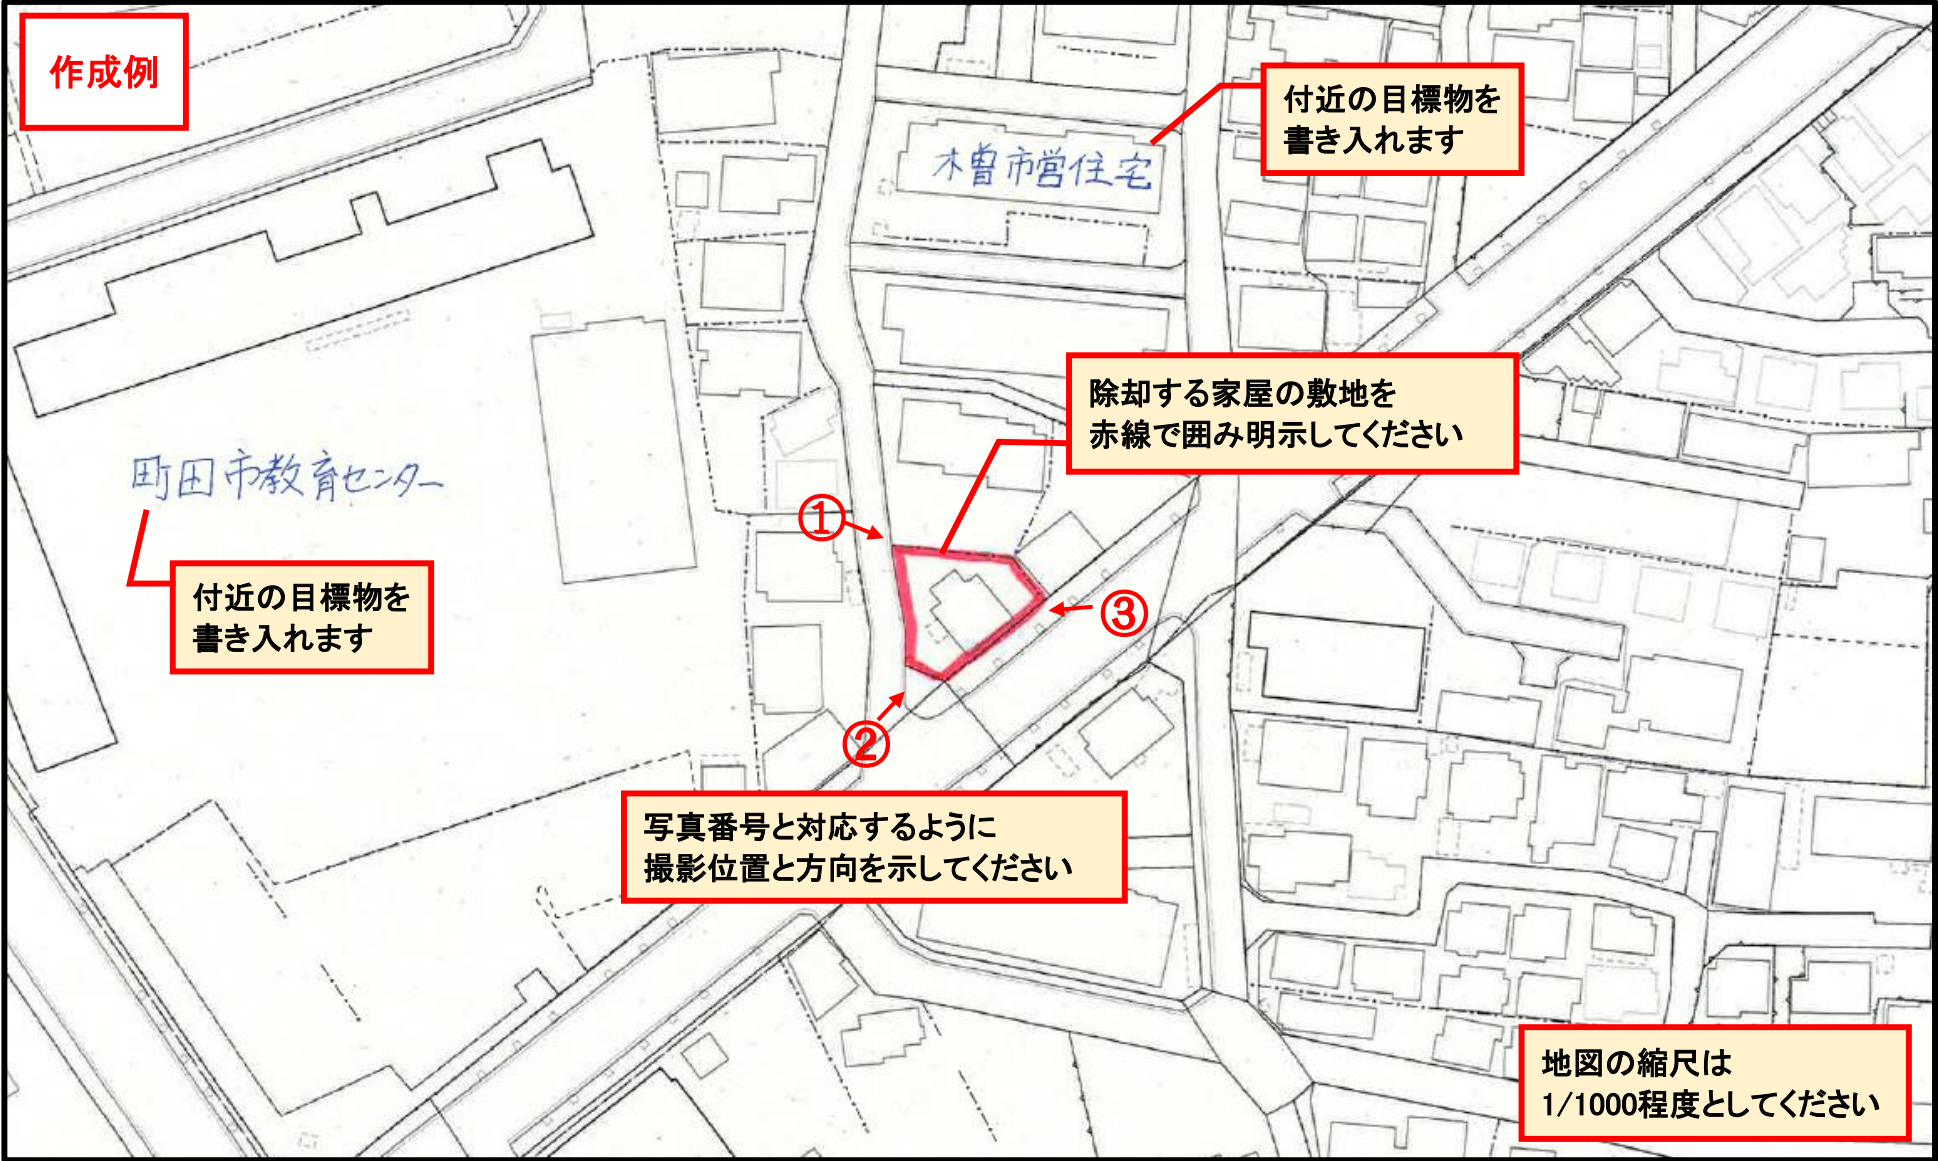 作成例
付近の目標物を
書き入れます
木曽市営住宅
除却する家屋の敷地を
赤線で囲み明示してください
町田市教育センター
①
付近の目標物を
書き入れます
③
②
写真番号と対応するように
撮影位置と方向を示してください
地図の縮尺は
1/1000程度としてください